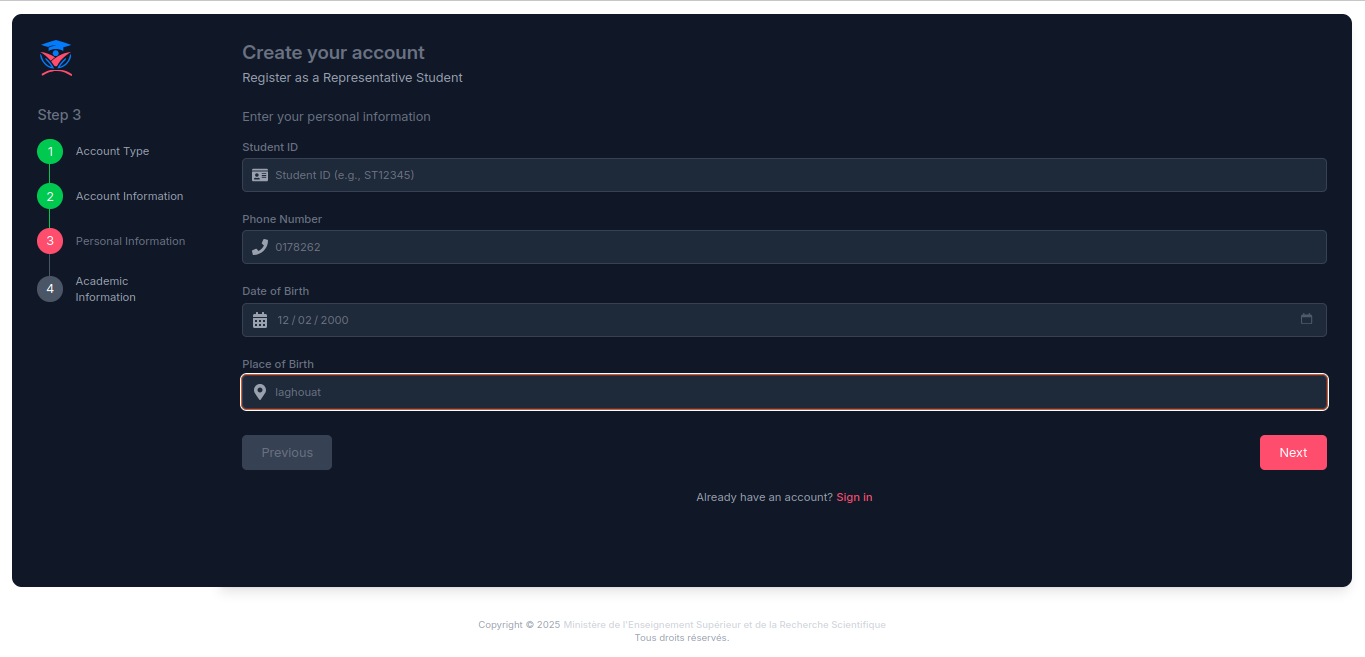 Create your account
Register as a Representative Student
Step 3
1 Account Type
2 Account Information
3 Personal Information
4 Academic
Information
Enter your personal information
Student ID
Student ID (e.g., ST12345)
Phone Number
0178262
Date of Birth
12 / 02 / 2000
Place of Birth
laghouat
Previous
Next
Already have an account? Sign in
Copyright © 2025 Ministère de l'Enseignement Supérieur et de la Recherche Scientifique
Tous droits réservés.